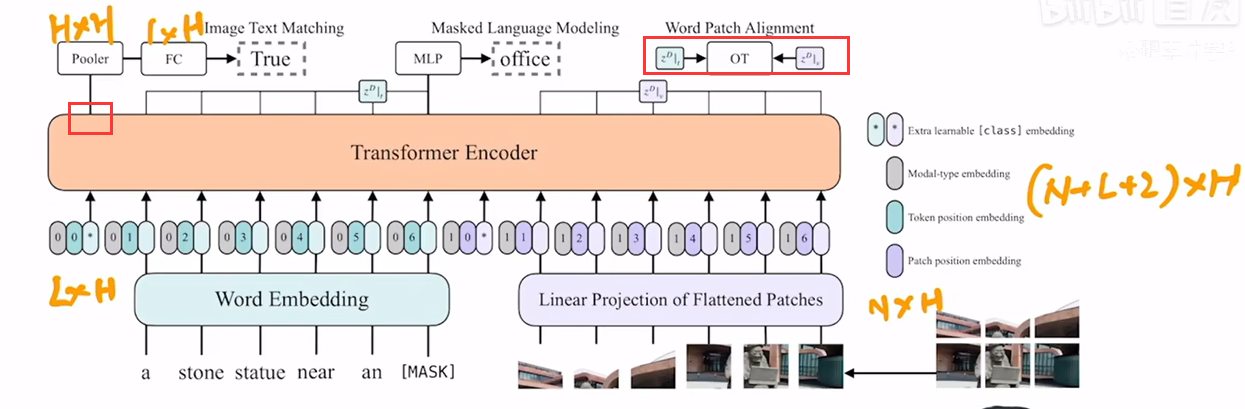 H×H
1×H
Image Text Matching
Masked Language Modeling
Word Patch Alignment
bilibili
Pooler
FC
True
MLP
office
z^D|_t
OT
z^D|_v
z^D|_t
z^D|_v
Transformer Encoder
* * Extra learnable [class] embedding
Modal-type embedding
Token position embedding
Patch position embedding
(N+L+2)×H
0 0 * 0 1 0 2 0 3 0 4 0 5 0 6 1 0 * 1 1 1 2 1 3 1 4 1 5 1 6
L×H
Word Embedding
Linear Projection of Flattened Patches
N×H
a stone statue near an [MASK]